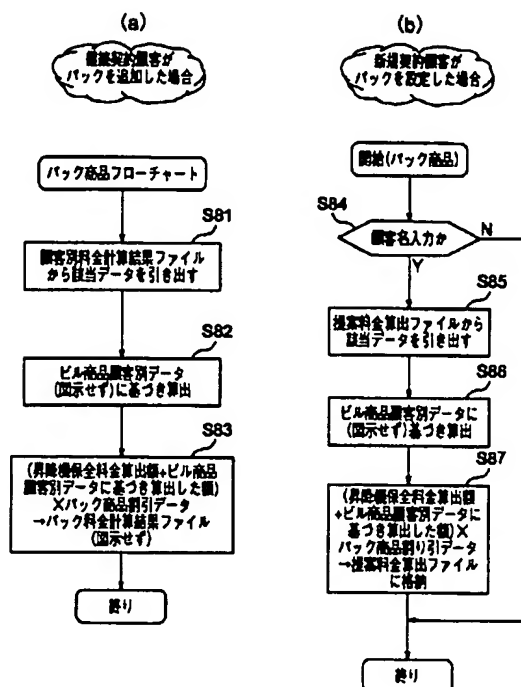 (a)
継続契約顧客が
パックを追加した場合
パック商品フローチャート
S81
顧客別料金計算結果ファイル
から該当データを引き出す
S82
ビル商品顧客別データ
(図示せず)に基づき算出
S83
(昇降機保全料金算出額+ビル商品
顧客別データに基づき算出した額)
×パック商品割引データ
→パック料金計算結果ファイル
(図示せず)
終り
(b)
新規契約顧客が
パックを設定した場合
開始(パック商品)
S84
顧客名入力か
N
Y
S85
提案料金算出ファイルから
該当データを引き出す
S86
ビル商品顧客別データに
(図示せず)基づき算出
S87
(昇降機保全料金算出額
+ビル商品顧客別データに
基づき算出した額)×
パック商品割り引データ
→提案料金算出ファイル
に格納
終り